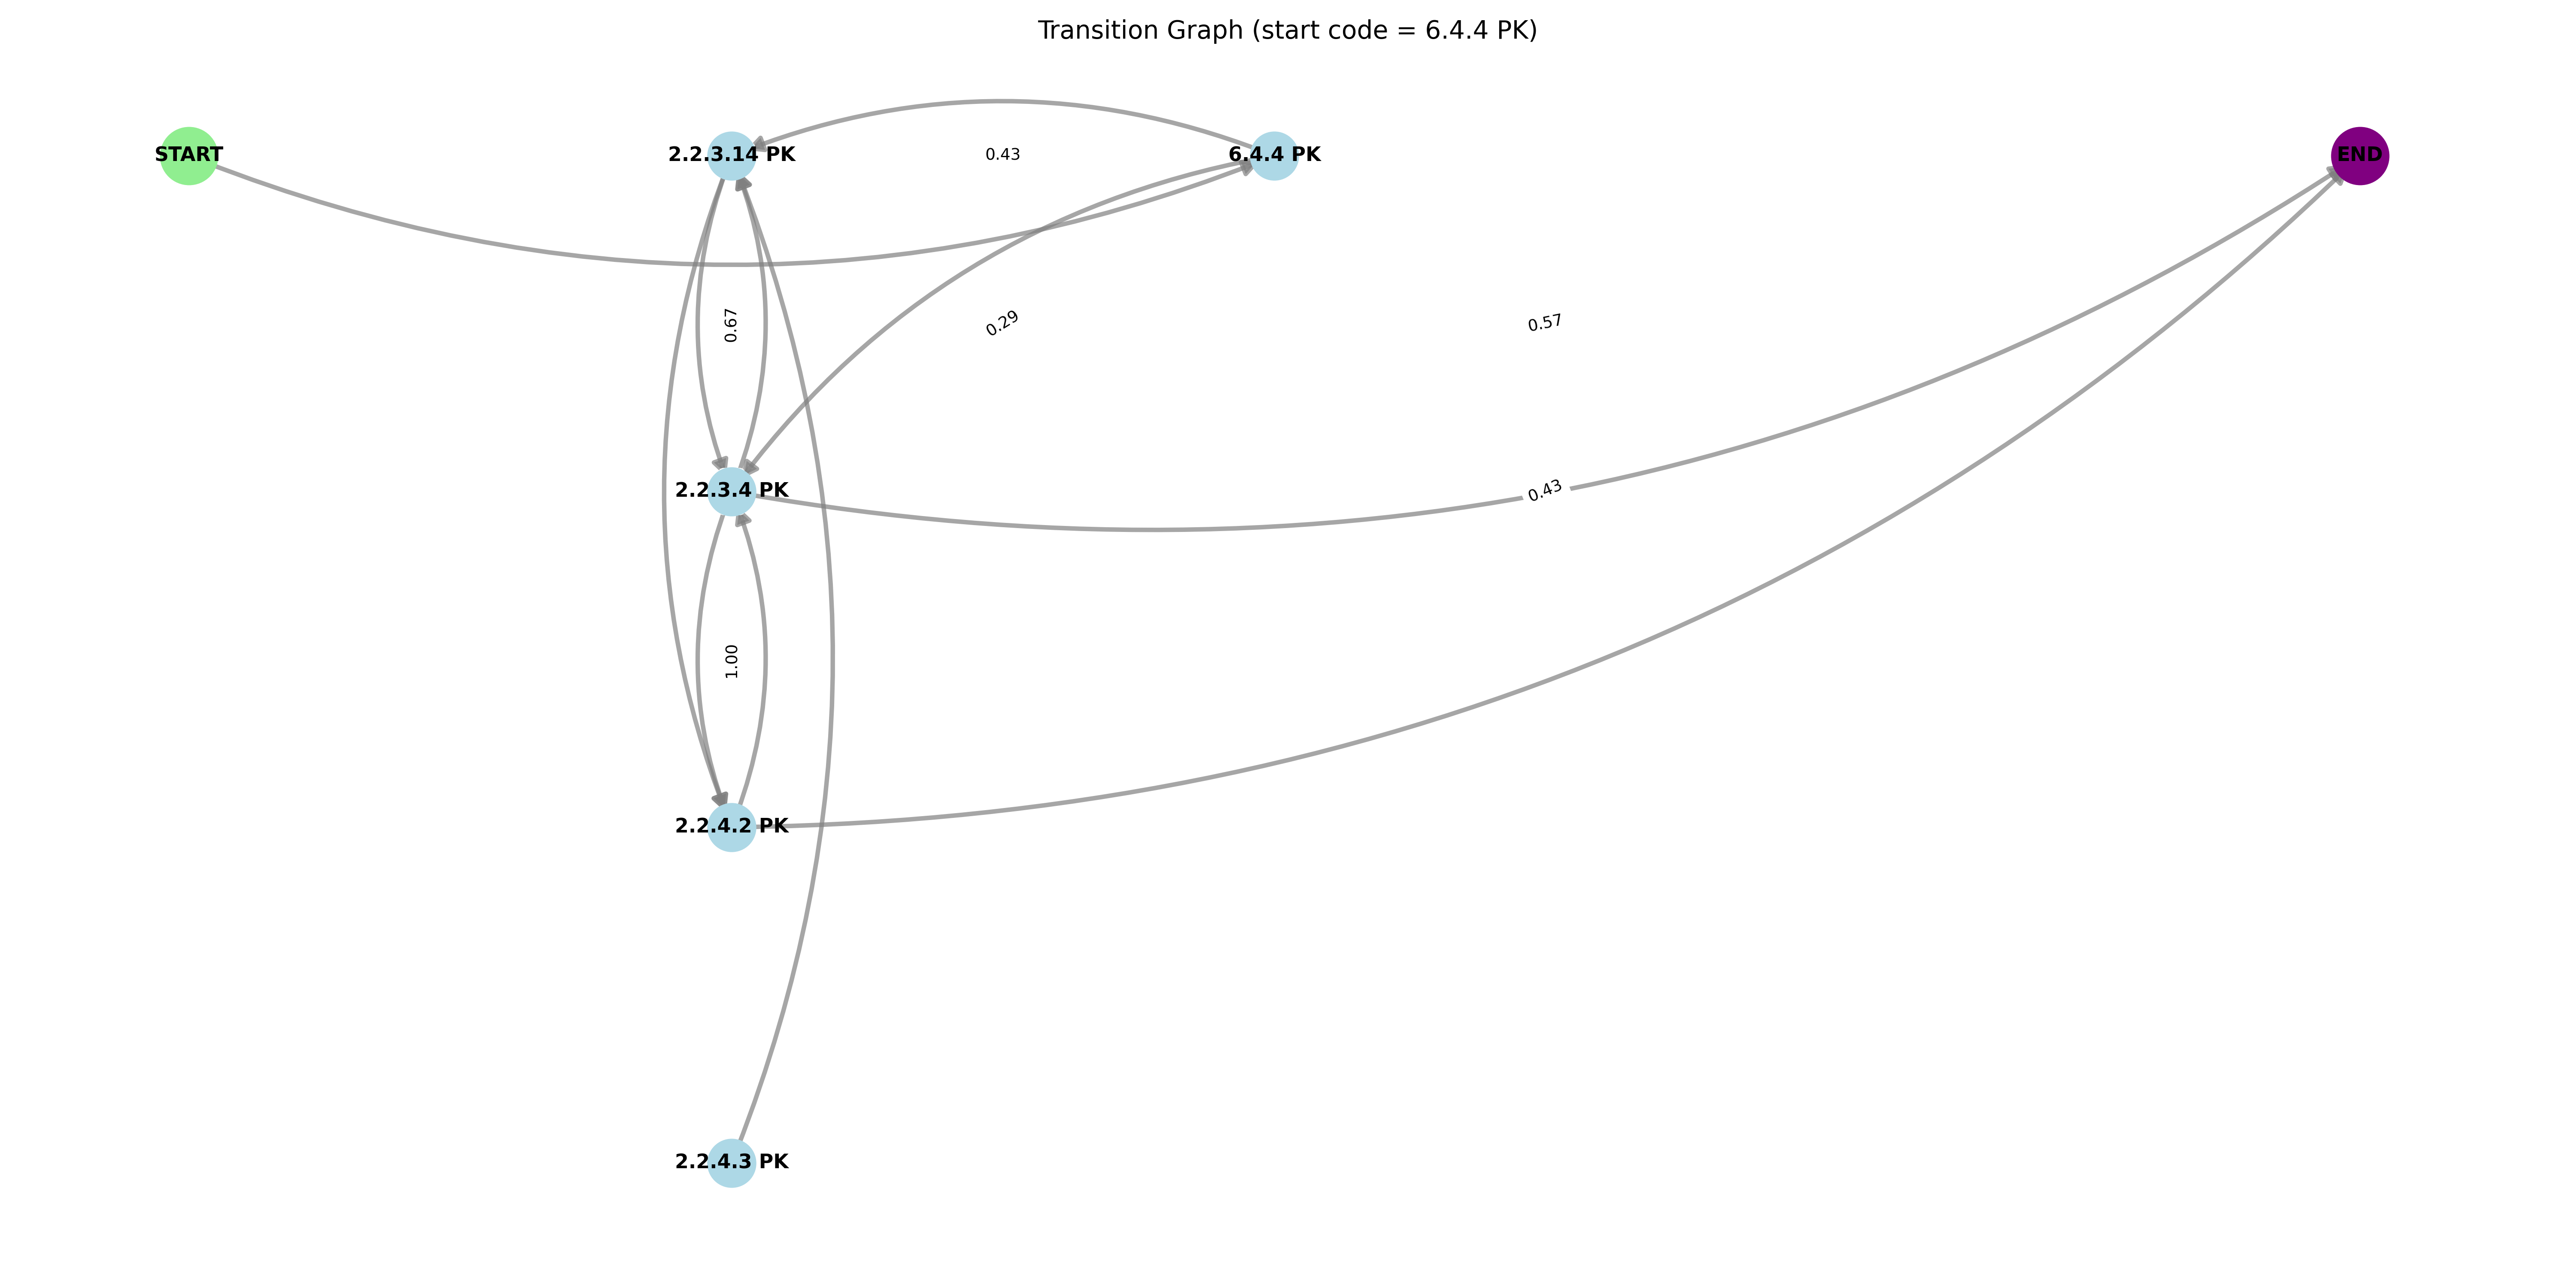 Transition Graph (start code = 6.4.4 PK)
START
2.2.3.14 PK
0.43
6.4.4 PK
END
0.67
0.29
0.57
2.2.3.4 PK
0.43
1.00
2.2.4.2 PK
2.2.4.3 PK